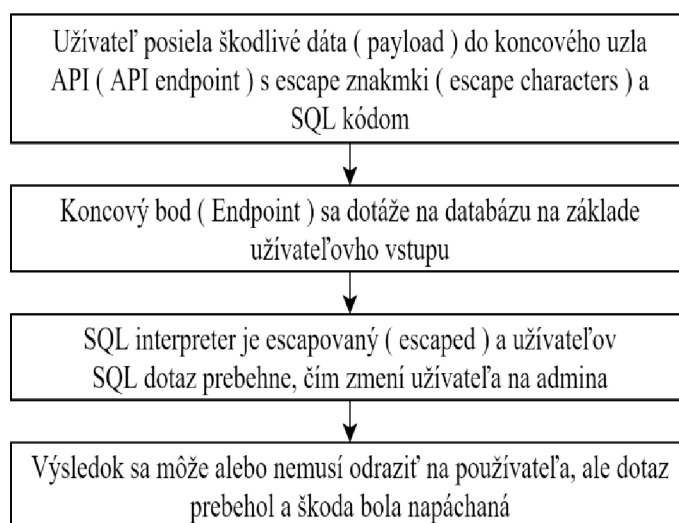 Užívateľ posiela škodlivé dáta ( payload ) do koncového uzla
API ( API endpoint ) s escape znakmki ( escape characters ) a
SQL kódom
Koncový bod ( Endpoint ) sa dotáže na databázu na základe
užívateľovho vstupu
SQL interpreter je escapovaný ( escaped ) a užívateľov
SQL dotaz prebehne, čím zmení užívateľa na admina
Výsledok sa môže alebo nemusí odraziť na používateľa, ale dotaz
prebehol a škoda bola napáchaná